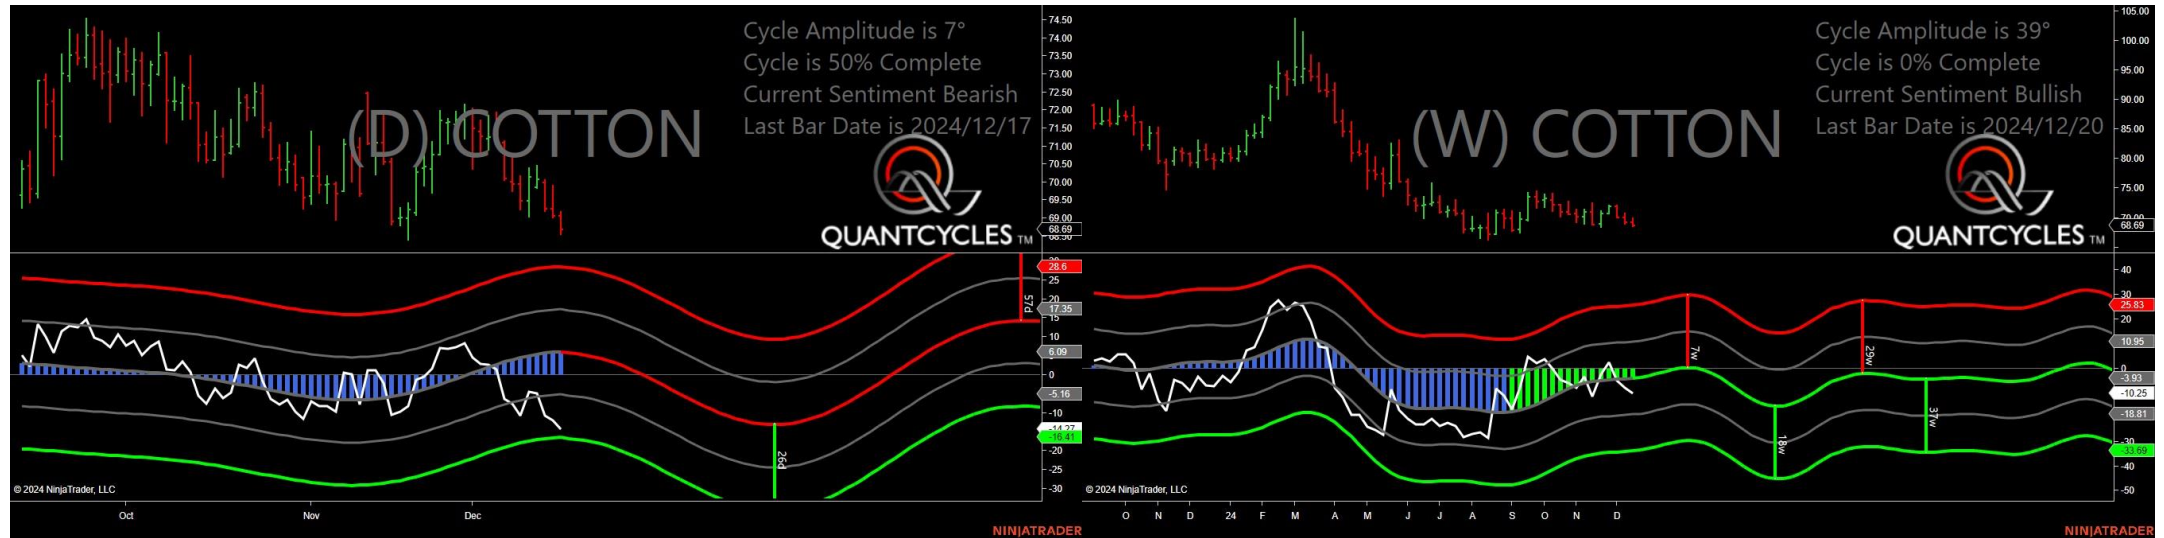 Cycle Amplitude is 7°
Cycle is 50% Complete
Current Sentiment Bearish
Last Bar Date is 2024/12/17
(D) COTTON
QUANTCYCLES TM
74.50
74.00
73.50
73.00
72.50
72.00
71.50
71.00
70.50
70.00
69.50
69.00
68.69
28.6
25
20
17.35
15
10
6.09
0
-5.16
-10
-14.27
-16.41
-20
-25
-30
57d
26d
© 2024 NinjaTrader, LLC
Oct Nov Dec
NINJATRADER
Cycle Amplitude is 39°
Cycle is 0% Complete
Current Sentiment Bullish
Last Bar Date is 2024/12/20
(W) COTTON
QUANTCYCLES TM
105.00
100.00
95.00
90.00
85.00
80.00
75.00
70.00
68.69
40
30
25.83
20
10.95
0
-3.93
-10.25
-18.81
-30
-33.69
-40
-50
7w
29w
18w
37w
© 2024 NinjaTrader, LLC
O N D 24 F M A M J J A S O N D
NINJATRADER